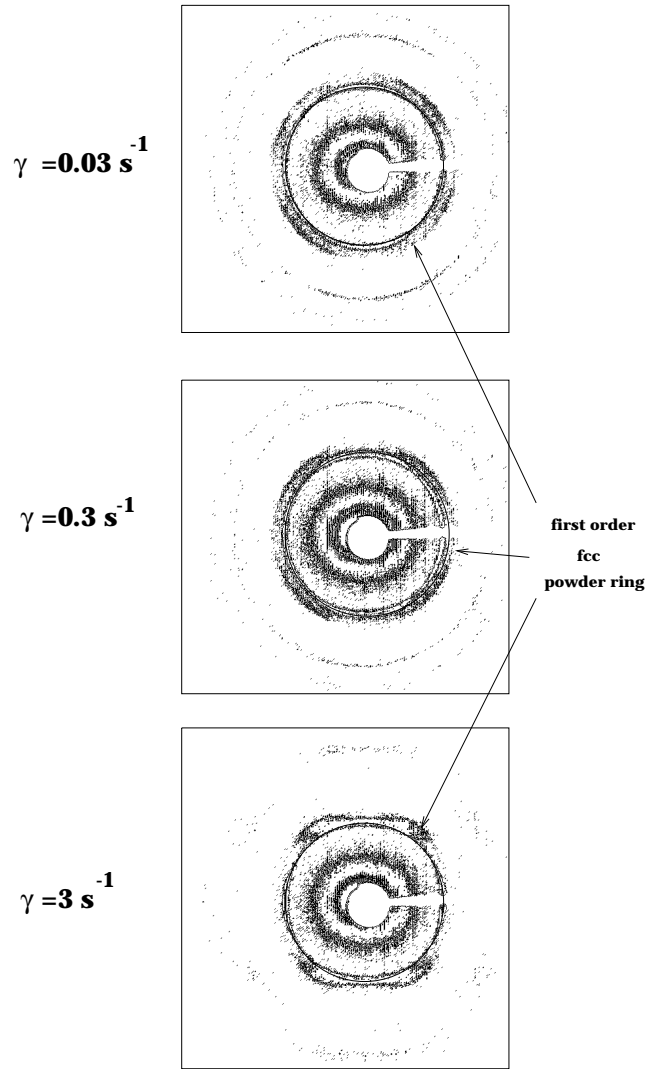 γ =0.03 s⁻¹
γ =0.3 s⁻¹
first order
fcc
powder ring
γ =3 s⁻¹